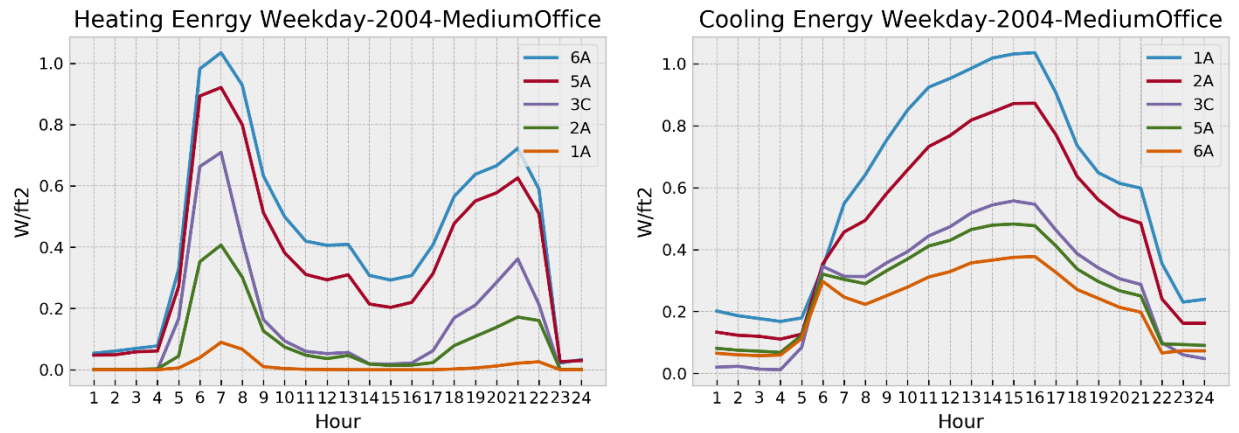 Heating Eenrgy Weekday-2004-MediumOffice
W/ft2
1.0
0.8
0.6
0.4
0.2
0.0
6A
5A
3C
2A
1A
1 2 3 4 5 6 7 8 9 10 11 12 13 14 15 16 17 18 19 20 21 22 23 24
Hour
Cooling Energy Weekday-2004-MediumOffice
W/ft2
1.0
0.8
0.6
0.4
0.2
0.0
1A
2A
3C
5A
6A
1 2 3 4 5 6 7 8 9 10 11 12 13 14 15 16 17 18 19 20 21 22 23 24
Hour